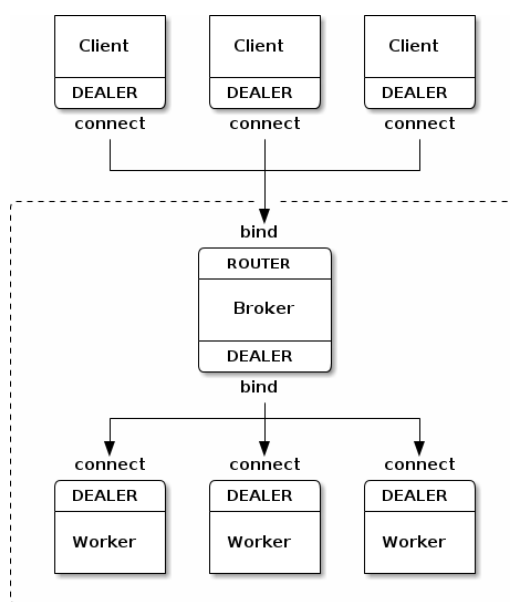 Client Client Client
DEALER DEALER DEALER
connect connect connect
bind
ROUTER
Broker
DEALER
bind
connect connect connect
DEALER DEALER DEALER
Worker Worker Worker